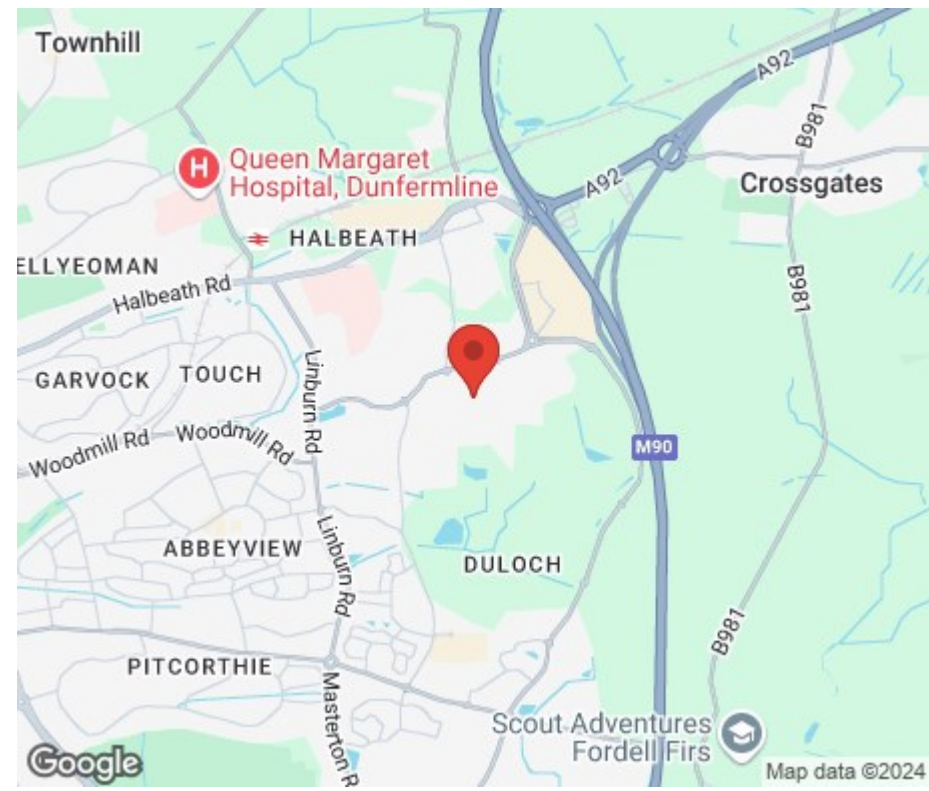 Townhill
A92
B981
Queen Margaret
Hospital, Dunfermline
H
A92
Crossgates
HALBEATH
ELLYEOMAN
B981
Halbeath Rd
GARVOCK
TOUCH
Linburn Rd
Woodmill Rd
Woodmill Rd
M90
Linburn Rd
ABBEYVIEW
DULOCH
B981
PITCORTHIE
Masterton R
Scout Adventures
Fordell Firs
Google
Map data ©2024